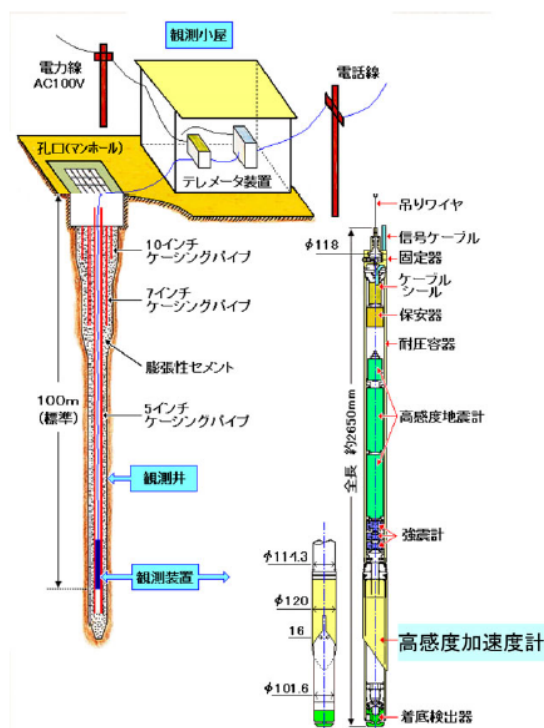 観測小屋
電力線
AC100V
電話線
孔口(マンホール)
テレメータ装置
10インチ
ケーシングパイプ
7インチ
ケーシングパイプ
膨張性セメント
100m
(標準)
5インチ
ケーシングパイプ
観測井
観測装置
吊りワイヤ
信号ケーブル
φ118
固定器
ケーブル
シール
保安器
耐圧容器
全長 約2650mm
高感度地震計
強震計
φ114.3
φ120
16
高感度加速度計
φ101.6
着底検出器